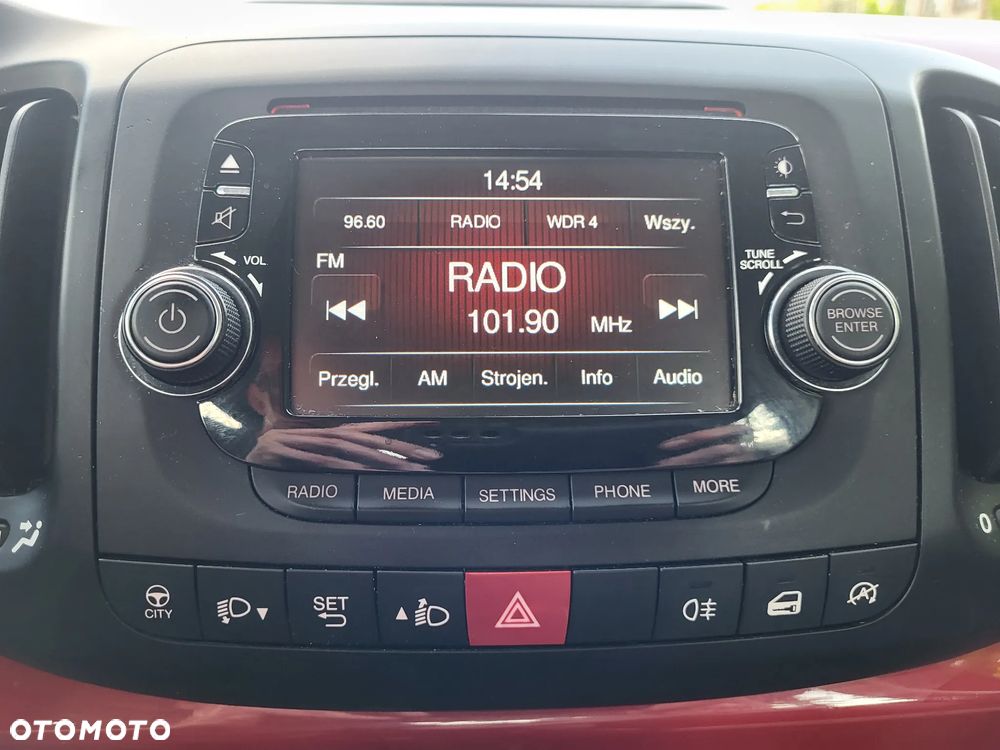 14:54
96.60 RADIO WDR 4 Wszy.
FM
RADIO
101.90 MHz
Przegl. AM Strojen. Info Audio
VOL
TUNE
SCROLL
BROWSE
ENTER
RADIO MEDIA SETTINGS PHONE MORE
CITY
SET
0
OTOMOTO